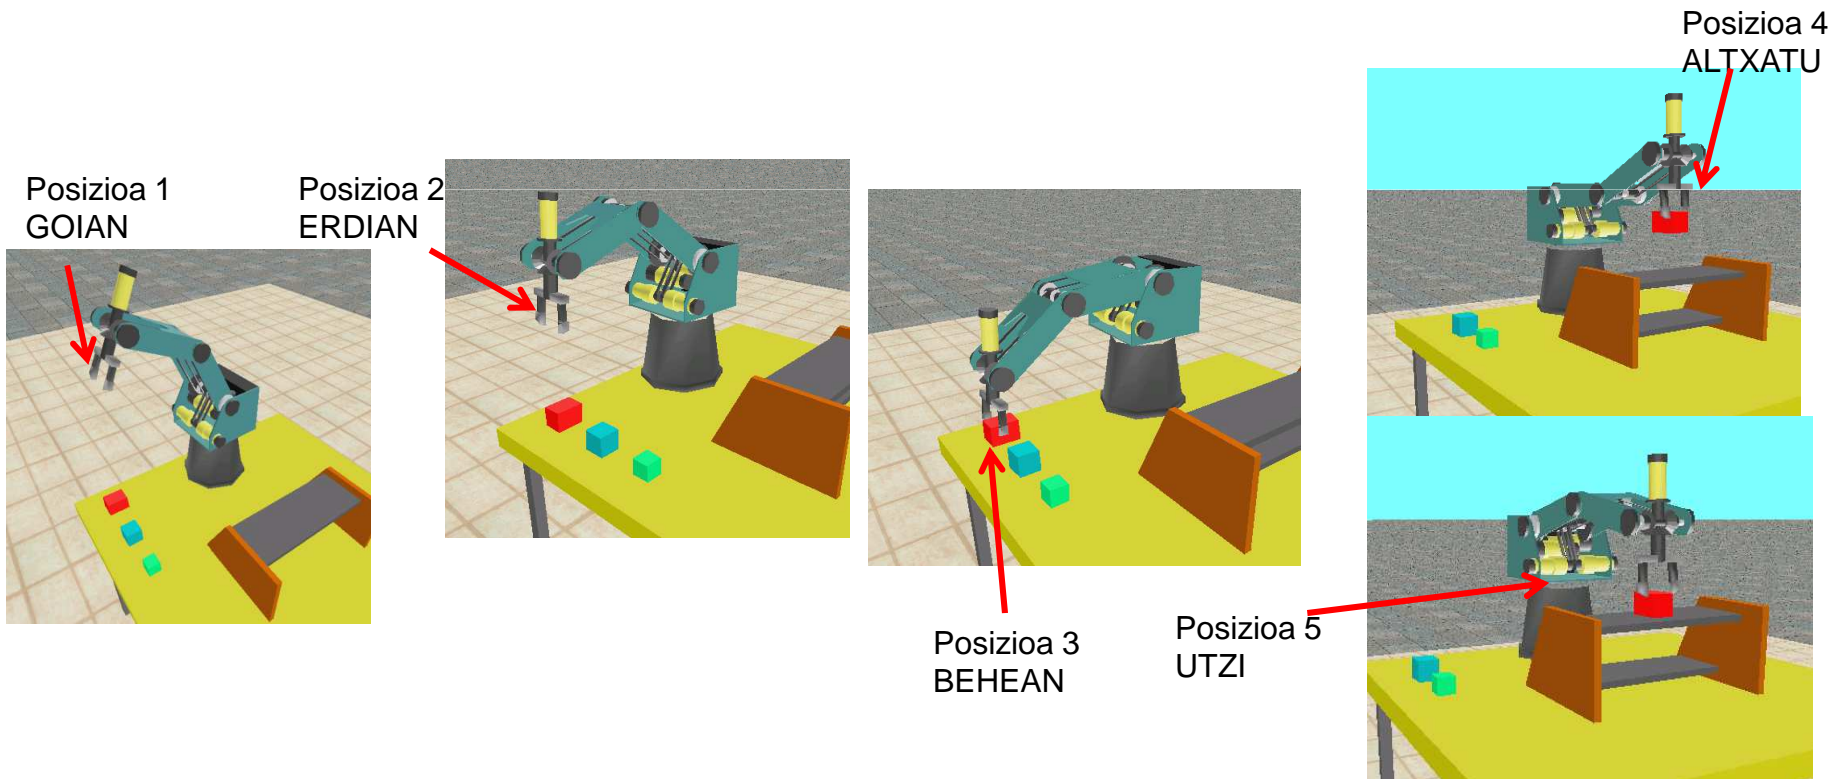 Posizioa 1
GOIAN
Posizioa 2
ERDIAN
Posizioa 3
BEHEAN
Posizioa 4
ALTXATU
Posizioa 5
UTZI